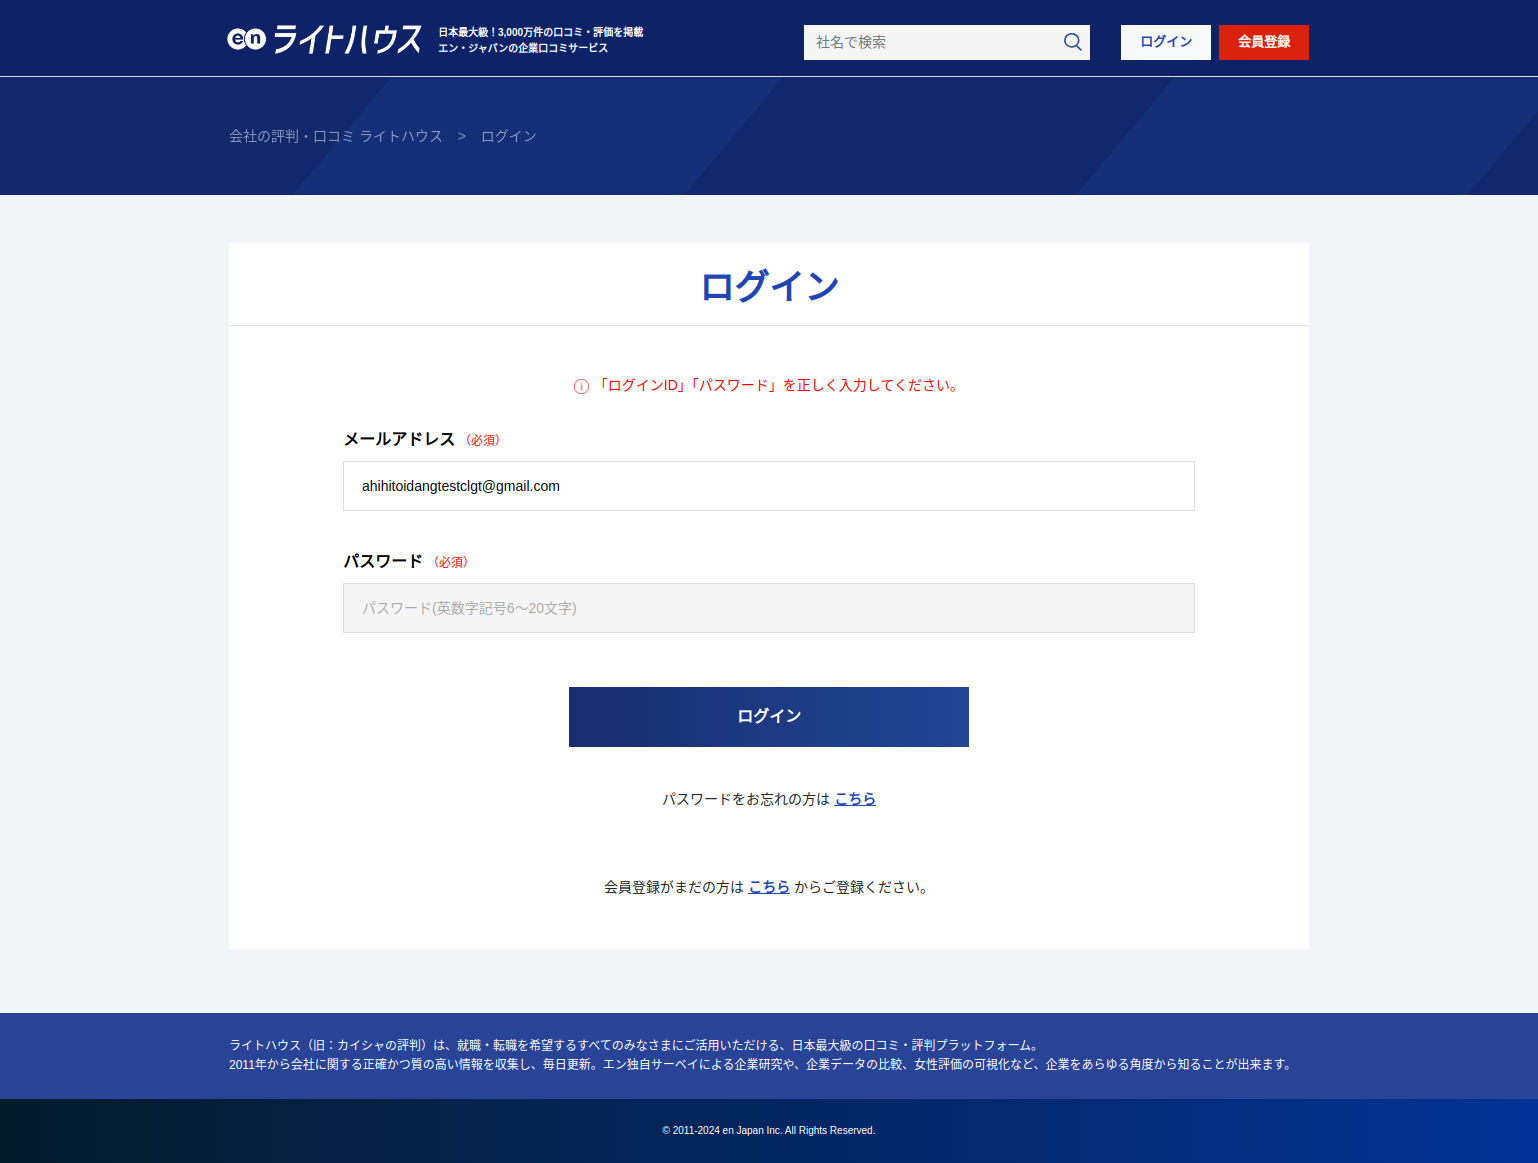 en ライトハウス
日本最大級！3,000万件の口コミ・評価を掲載
エン・ジャパンの企業口コミサービス
社名で検索
ログイン
会員登録
会社の評判・口コミ ライトハウス > ログイン
ログイン
「ログインID」「パスワード」を正しく入力してください。
メールアドレス （必須）
ahihitoidangtestclgt@gmail.com
パスワード （必須）
パスワード(英数字記号6〜20文字)
ログイン
パスワードをお忘れの方は こちら
会員登録がまだの方は こちら からご登録ください。
ライトハウス（旧：カイシャの評判）は、就職・転職を希望するすべてのみなさまにご活用いただける、日本最大級の口コミ・評判プラットフォーム。
2011年から会社に関する正確かつ質の高い情報を収集し、毎日更新。エン独自サーベイによる企業研究や、企業データの比較、女性評価の可視化など、企業をあらゆる角度から知ることが出来ます。
© 2011-2024 en Japan Inc. All Rights Reserved.